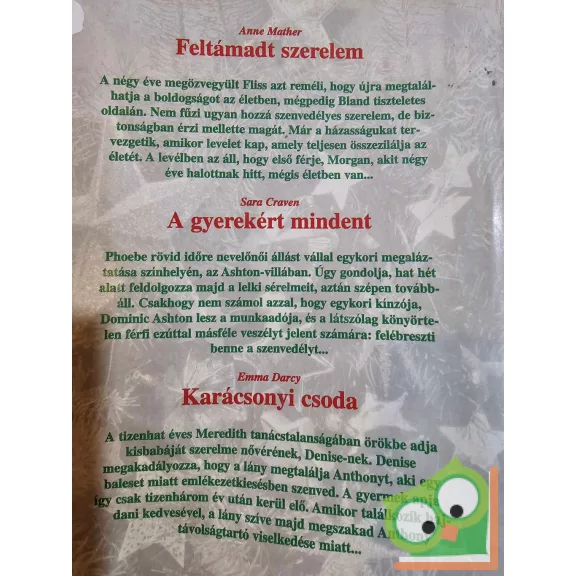 Anne Mather
Feltámadt szerelem
A négy éve megözvegyült Fliss azt reméli, hogy újra megtalál-
hatja a boldogságot az életben, mégpedig Bland tiszteletes
oldalán. Nem fűzi ugyan hozzá szenvedélyes szerelem, de biz-
tonságban érzi mellette magát. Már a házasságukat ter-
vezgetik, amikor levelet kap, amely teljesen összezilálja az
életét. A levélben az áll, hogy első férje, Morgan, akit négy
éve halottnak hitt, mégis életben van...
Sara Craven
A gyerekért mindent
Phoebe rövid időre nevelőnői állást vállal egykori megaláz-
tatása színhelyén, az Ashton-villában. Úgy gondolja, hat hét
alatt feldolgozza majd a lelki sérelmeit, aztán szépen tovább-
áll. Csakhogy nem számol azzal, hogy egykori kínzója,
Dominic Ashton lesz a munkaadója, és a látszólag könyörte-
len férfi ezúttal másféle veszélyt jelent számára: felébreszti
benne a szenvedélyt...
Emma Darcy
Karácsonyi csoda
A tizenhat éves Meredith tanácstalanságában örökbe adja
kisbabáját szerelme nővérének, Denise-nek. Denise
megakadályozza, hogy a lány megtalálja Anthonyt, aki egy
baleset miatt emlékezetkiesésben szenved. A gyermek apja
így csak tizenhárom év után kerül elő. Amikor találkozik
dani kedvesével, a lány szíve majd megszakad Anthony
távolságtartó viselkedése miatt...